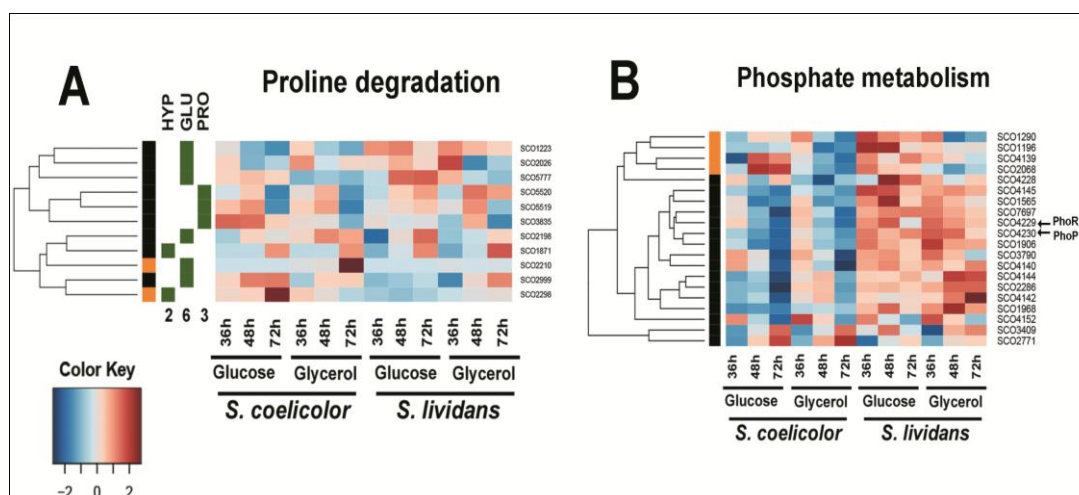 A
Proline degradation
HYP
GLU
PRO
SCO1223
SCO2026
SCO5777
SCO5520
SCO5519
SCO3835
SCO2198
SCO1871
SCO2210
SCO2999
SCO2298
2 6 3
36h 48h 72h 36h 48h 72h 36h 48h 72h 36h 48h 72h
Glucose Glycerol Glucose Glycerol
S. coelicolor S. lividans
Color Key
−2 0 2
B
Phosphate metabolism
SCO1290
SCO1196
SCO4139
SCO2068
SCO4228
SCO4145
SCO1565
SCO7697
SCO4229 PhoR
SCO4230 PhoP
SCO1906
SCO3790
SCO4140
SCO4144
SCO2286
SCO4142
SCO1968
SCO4152
SCO3409
SCO2771
36h 48h 72h 36h 48h 72h 36h 48h 72h 36h 48h 72h
Glucose Glycerol Glucose Glycerol
S. coelicolor S. lividans